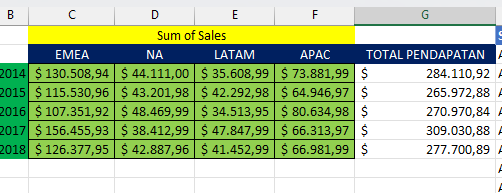 B C D E F G
Sum of Sales
EMEA NA LATAM APAC TOTAL PENDAPATAN
2014 $ 130.508,94 $ 44.111,00 $ 35.608,99 $ 73.881,99 $ 284.110,92
2015 $ 115.530,96 $ 43.201,98 $ 42.292,98 $ 64.946,97 $ 265.972,88
2016 $ 107.351,92 $ 48.469,99 $ 34.513,95 $ 80.634,98 $ 270.970,84
2017 $ 156.455,93 $ 38.412,99 $ 47.847,99 $ 66.313,97 $ 309.030,88
2018 $ 126.377,95 $ 42.887,96 $ 41.452,99 $ 66.981,99 $ 277.700,89